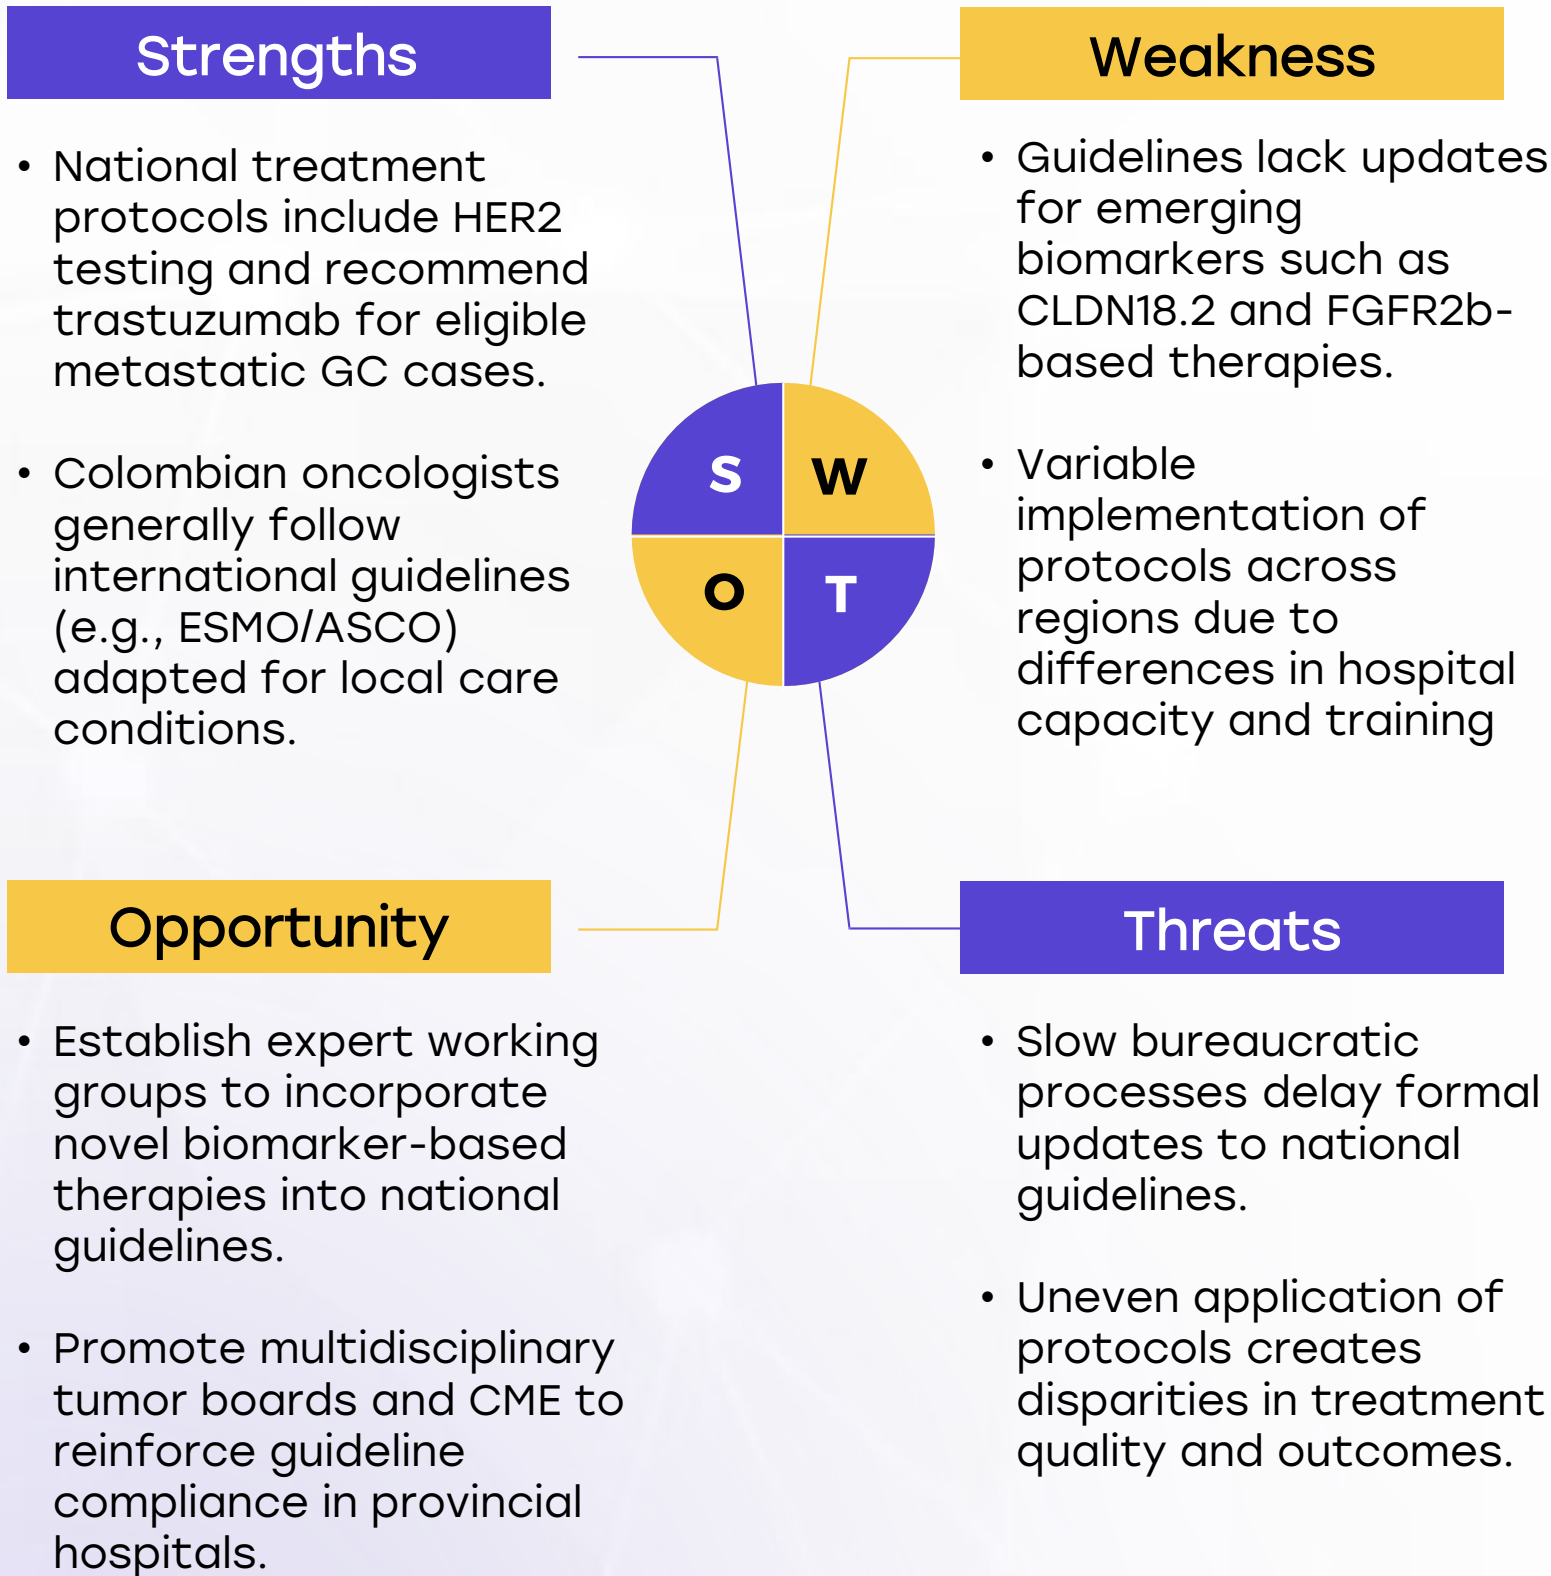 Strengths
• National treatment
protocols include HER2
testing and recommend
trastuzumab for eligible
metastatic GC cases.
• Colombian oncologists
generally follow
international guidelines
(e.g., ESMO/ASCO)
adapted for local care
conditions.
Weakness
• Guidelines lack updates
for emerging
biomarkers such as
CLDN18.2 and FGFR2b-
based therapies.
• Variable
implementation of
protocols across
regions due to
differences in hospital
capacity and training
S
W
O
T
Opportunity
• Establish expert working
groups to incorporate
novel biomarker-based
therapies into national
guidelines.
• Promote multidisciplinary
tumor boards and CME to
reinforce guideline
compliance in provincial
hospitals.
Threats
• Slow bureaucratic
processes delay formal
updates to national
guidelines.
• Uneven application of
protocols creates
disparities in treatment
quality and outcomes.